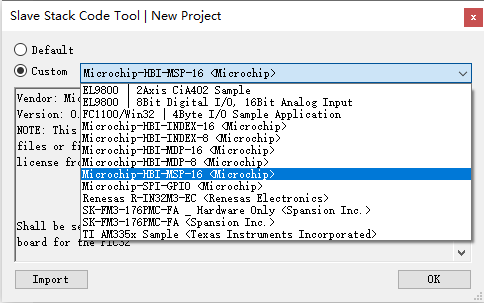 Slave Stack Code Tool | New Project
Default
Custom
Microchip-HBI-MSP-16 <Microchip>
Vendor: Mic
Version: 0.
NOTE: This
files or f
license fro
EL9800 | 2Axis CiA402 Sample
EL9800 | 8Bit Digital I/O, 16Bit Analog Input
FC1100/Win32 | 4Byte I/O Sample Application
Microchip-HBI-INDEX-16 <Microchip>
Microchip-HBI-INDEX-8 <Microchip>
Microchip-HBI-MDP-16 <Microchip>
Microchip-HBI-MDP-8 <Microchip>
Microchip-HBI-MSP-16 <Microchip>
Microchip-SPI-GPIO <Microchip>
Renesas R-IN32M3-EC <Renesas Electronics>
SK-FM3-176PMC-FA _ Hardware Only <Spansion Inc.>
SK-FM3-176PMC-FA <Spansion Inc.>
TI AM335x Sample <Texas Instruments Incorporated>
Shall be se
board for the PIC32
Import
OK